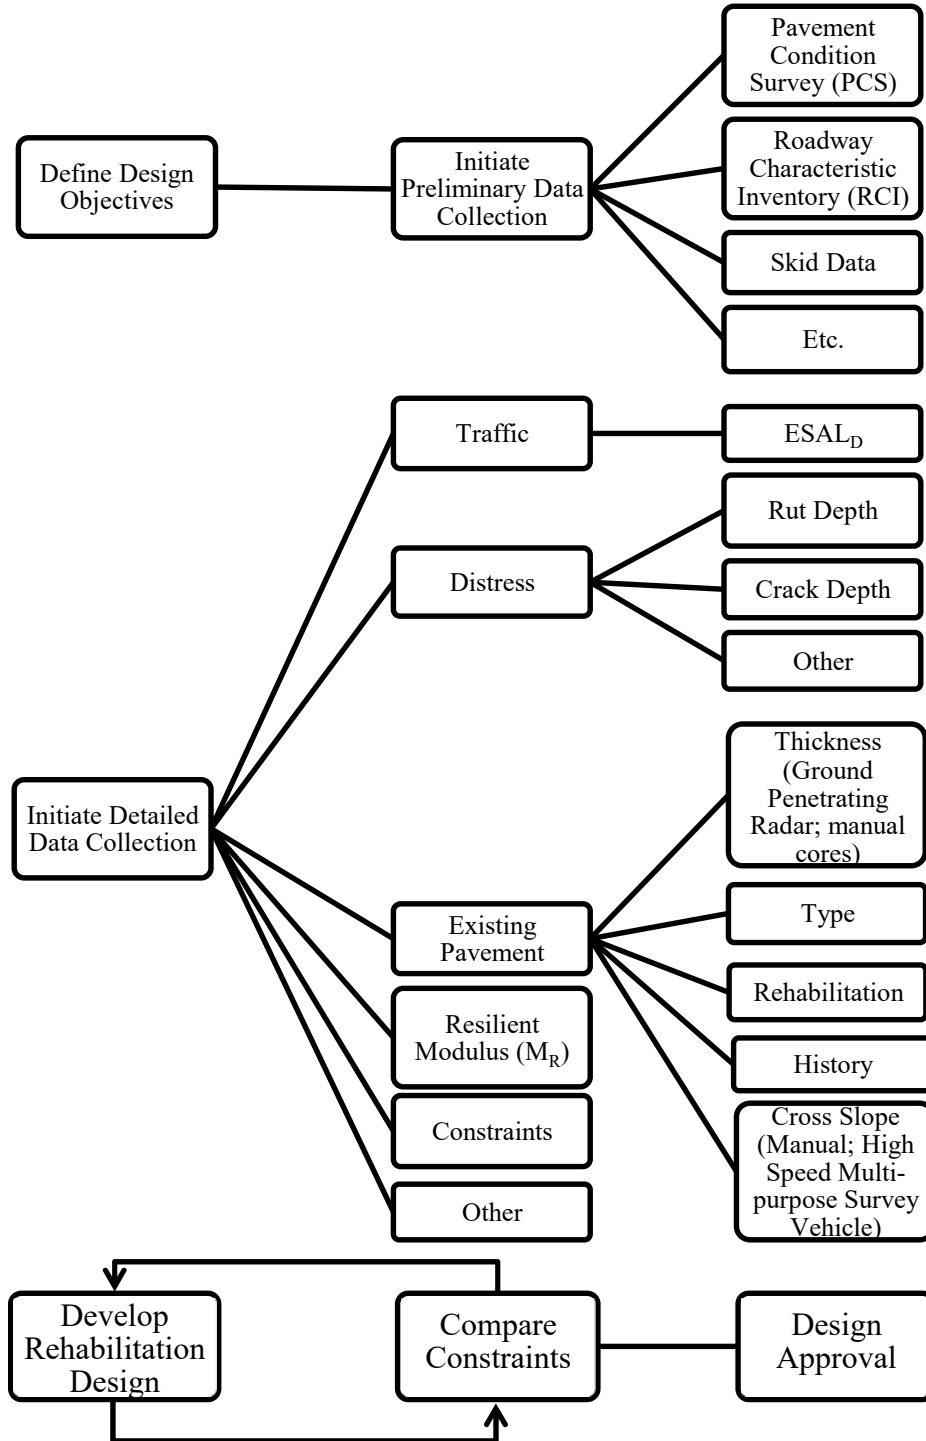 Define Design
Objectives
Initiate
Preliminary Data
Collection
Pavement
Condition
Survey (PCS)
Roadway
Characteristic
Inventory (RCI)
Skid Data
Etc.
Initiate Detailed
Data Collection
Traffic
ESAL_D
Distress
Rut Depth
Crack Depth
Other
Existing
Pavement
Thickness
(Ground
Penetrating
Radar; manual
cores)
Type
Rehabilitation
History
Cross Slope
(Manual; High
Speed Multi-
purpose Survey
Vehicle)
Resilient
Modulus (M_R)
Constraints
Other
Develop
Rehabilitation
Design
Compare
Constraints
Design
Approval